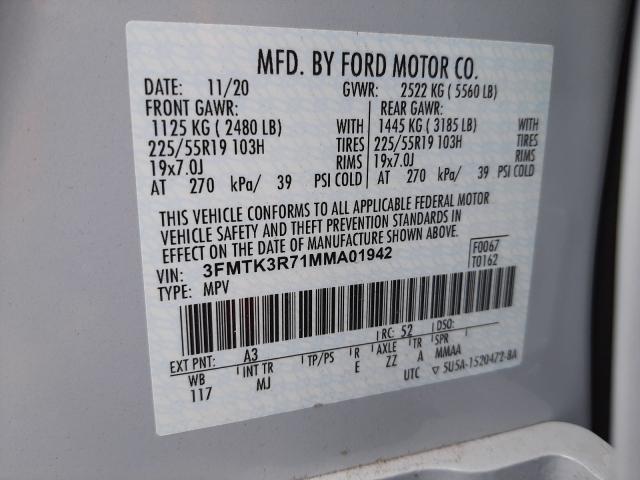 MFD. BY FORD MOTOR CO.
DATE: 11/20 GVWR: 2522 KG ( 5560 LB)
FRONT GAWR: REAR GAWR:
1125 KG ( 2480 LB) WITH 1445 KG ( 3185 LB) WITH
225/55R19 103H TIRES 225/55R19 103H TIRES
19x7.0J RIMS 19x7.0J RIMS
AT 270 kPa/ 39 PSI COLD AT 270 kPa/ 39 PSI COLD
THIS VEHICLE CONFORMS TO ALL APPLICABLE FEDERAL MOTOR
VEHICLE SAFETY AND THEFT PREVENTION STANDARDS IN
EFFECT ON THE DATE OF MANUFACTURE SHOWN ABOVE.
VIN: 3FMTK3R71MMA01942 F0067
TYPE: MPV T0162
EXT PNT: A3 RC: 52 DSO:
WB INT TR TP/PS R AXLE TR SPR
117 MJ E ZZ A MMAA
UTC 5U5A-1520472-BA